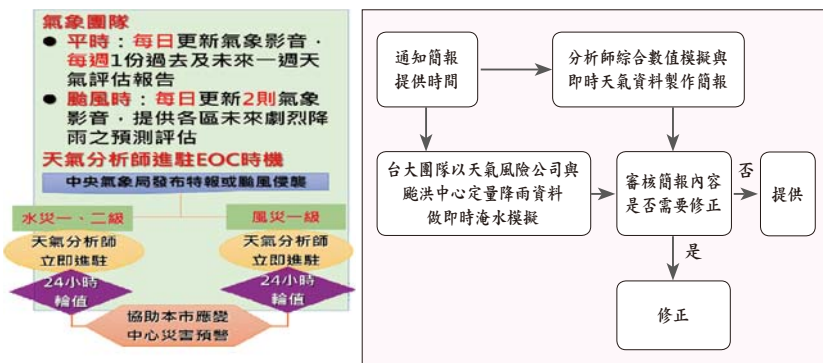 氣象團隊
● 平時：每日更新氣象影音，
每週1份過去及未來一週天
氣評估報告
● 颱風時：每日更新2則氣象
影音，提供各區未來劇烈降
雨之預測評估
天氣分析師進駐EOC時機
中央氣象局發布特報或颱風侵襲
水災一、二級
風災一級
天氣分析師
立即進駐
天氣分析師
立即進駐
24小時
輪值
24小時
輪值
協助本市應變
中心災害預警
通知簡報
提供時間
分析師綜合數值模擬與
即時天氣資料製作簡報
台大團隊以天氣風險公司與
颱洪中心定量降雨資料
做即時淹水模擬
審核簡報內容
是否需要修正
否
提供
是
修正